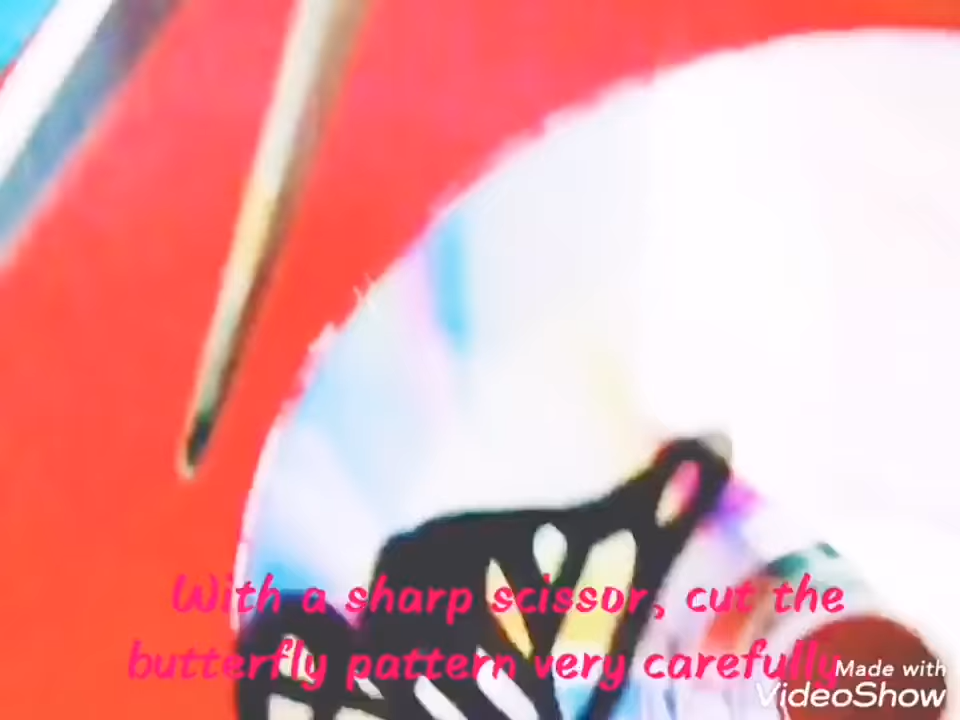 With a sharp scissor, cut the
butterfly pattern very carefully
Made with
VideoShow